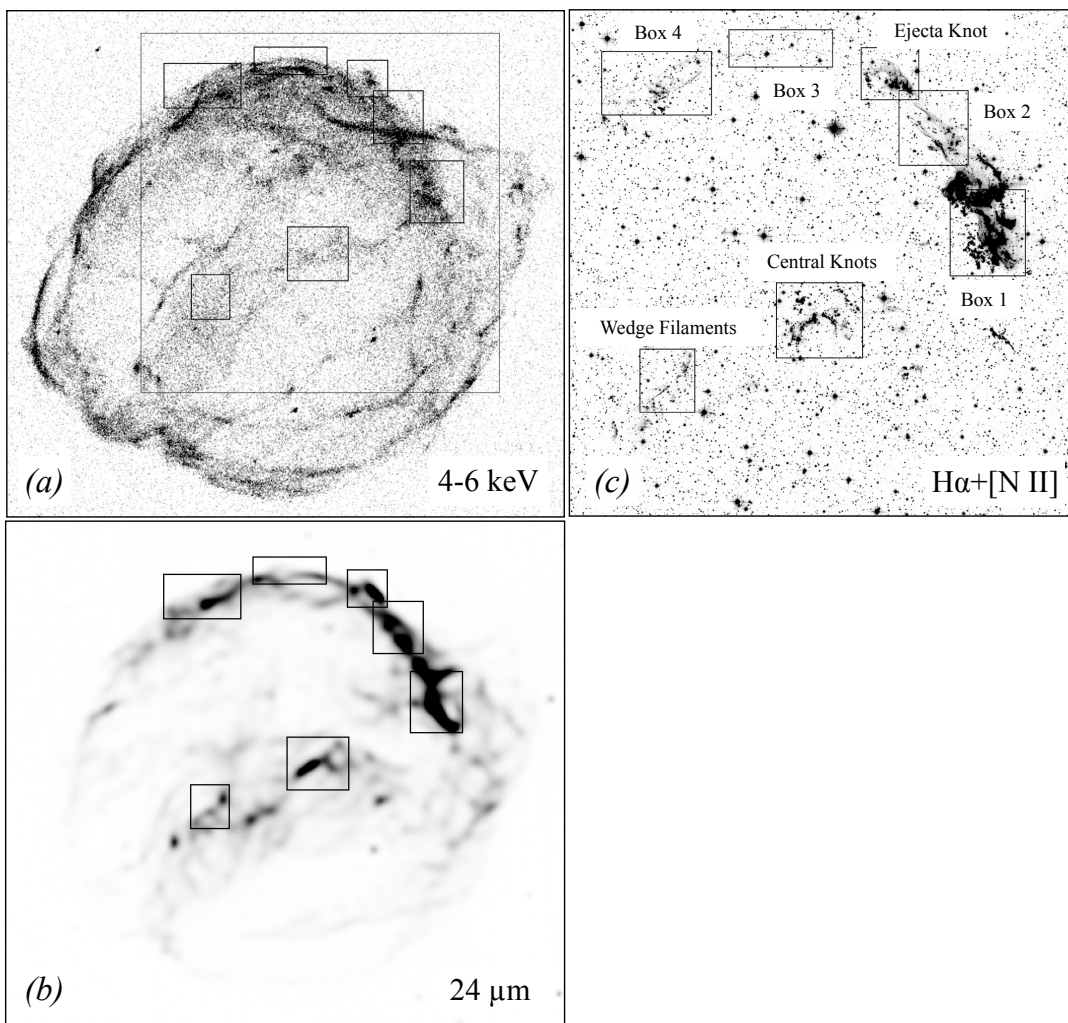 (a)
4-6 keV
Box 4
Box 3
Ejecta Knot
Box 2
Box 1
Central Knots
Wedge Filaments
(c)
Hα+[N II]
(b)
24 µm